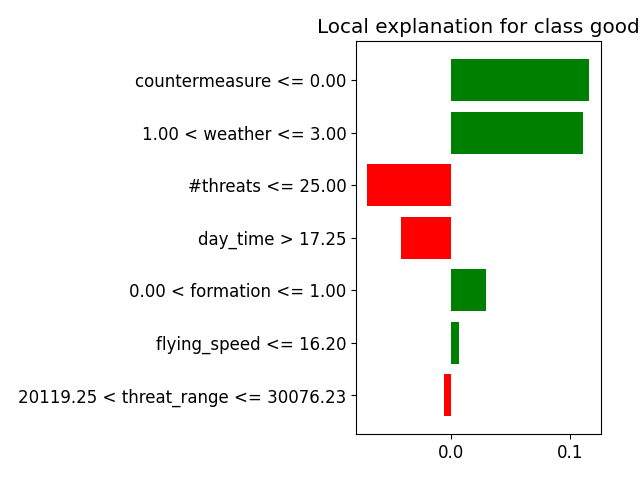 Local explanation for class good
countermeasure <= 0.00
1.00 < weather <= 3.00
#threats <= 25.00
day_time > 17.25
0.00 < formation <= 1.00
flying_speed <= 16.20
20119.25 < threat_range <= 30076.23
0.0 0.1